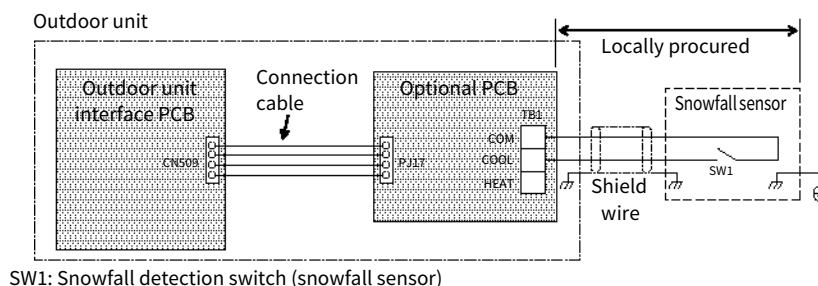 Outdoor unit
Locally procured
Outdoor unit
interface PCB
Connection
cable
Optional PCB
Snowfall sensor
TB1
COM
CN509
PJ17
COOL
SW1
HEAT
Shield
wire
SW1: Snowfall detection switch (snowfall sensor)